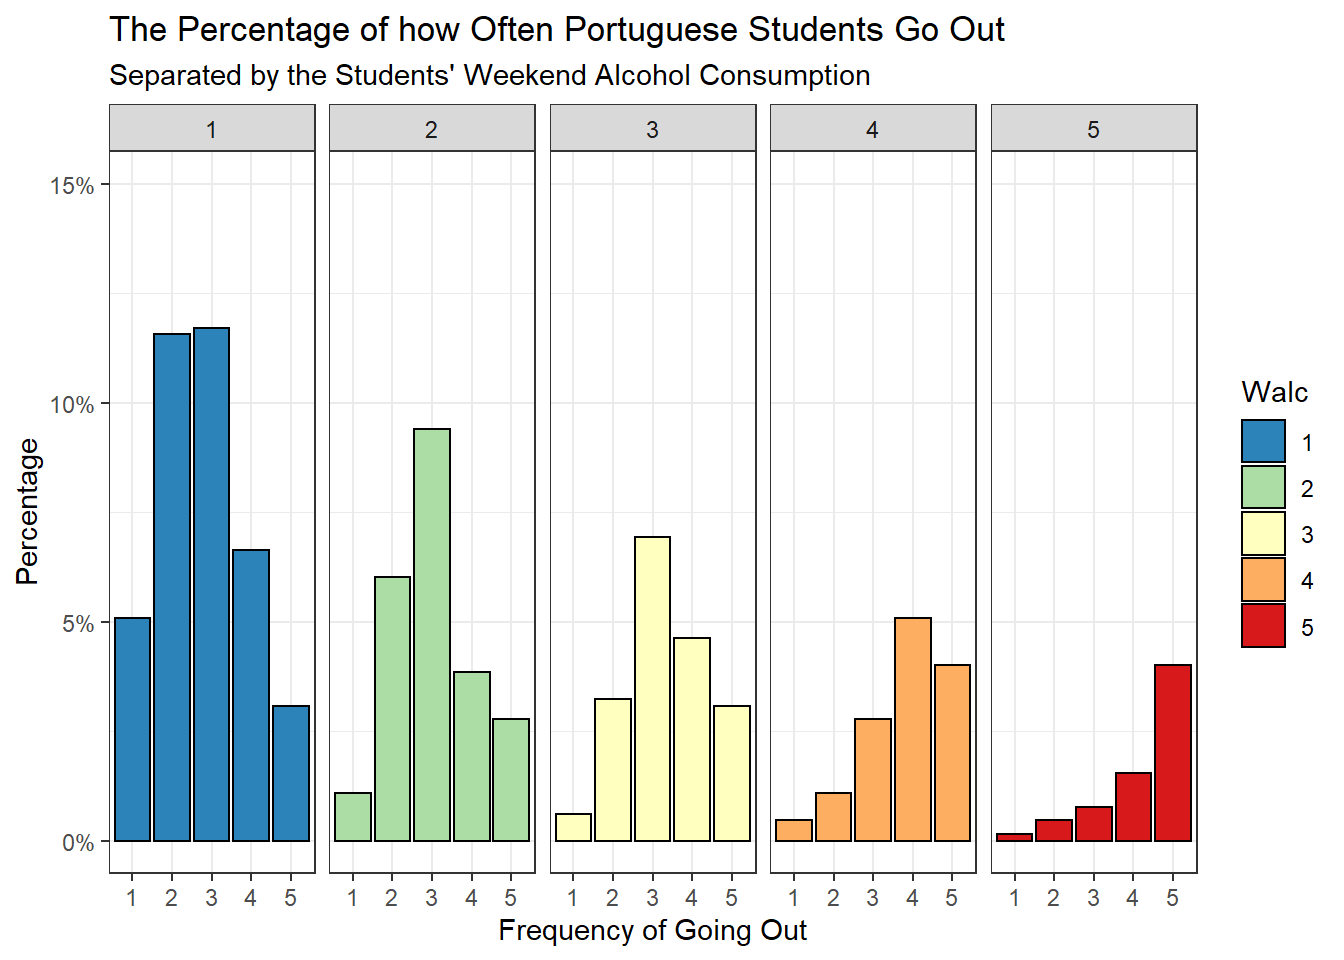 The Percentage of how Often Portuguese Students Go Out
Separated by the Students' Weekend Alcohol Consumption
1 2 3 4 5
15%
10%
5%
0%
Percentage
1 2 3 4 5 1 2 3 4 5 1 2 3 4 5 1 2 3 4 5 1 2 3 4 5
Frequency of Going Out
Walc
1
2
3
4
5